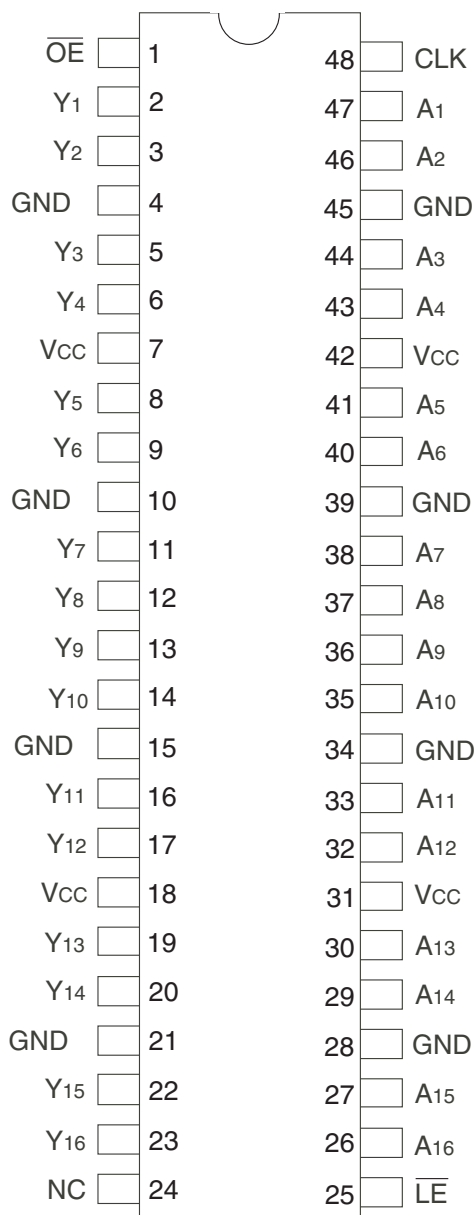 O̅E̅ 1 48 CLK
Y1 2 47 A1
Y2 3 46 A2
GND 4 45 GND
Y3 5 44 A3
Y4 6 43 A4
VCC 7 42 VCC
Y5 8 41 A5
Y6 9 40 A6
GND 10 39 GND
Y7 11 38 A7
Y8 12 37 A8
Y9 13 36 A9
Y10 14 35 A10
GND 15 34 GND
Y11 16 33 A11
Y12 17 32 A12
VCC 18 31 VCC
Y13 19 30 A13
Y14 20 29 A14
GND 21 28 GND
Y15 22 27 A15
Y16 23 26 A16
NC 24 25 L̅E̅